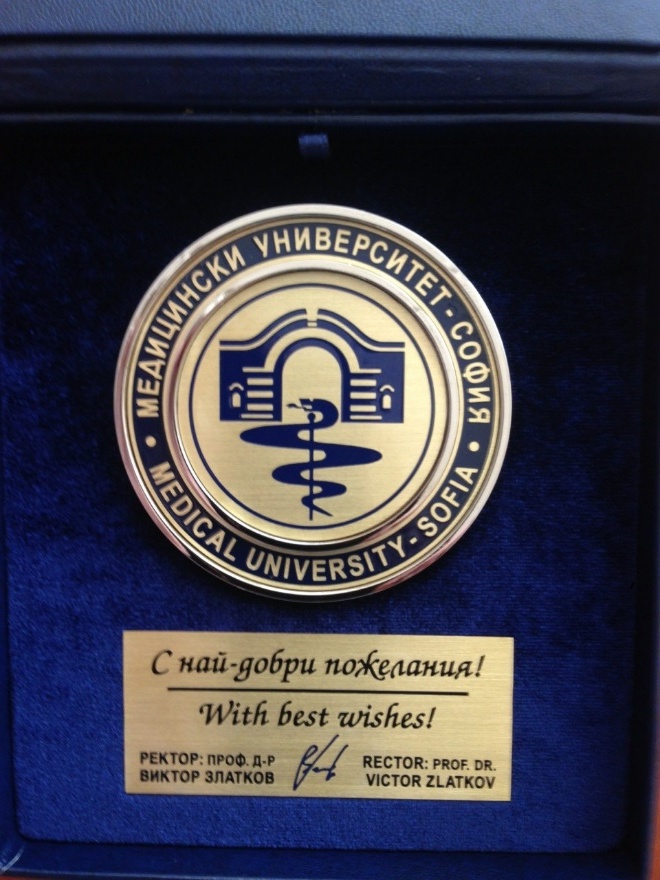 МЕДИЦИНСКИ УНИВЕРСИТЕТ - СОФИЯ
MEDICAL UNIVERSITY - SOFIA
С най-добри пожелания!
With best wishes!
РЕКТОР: ПРОФ. Д-Р
ВИКТОР ЗЛАТКОВ
RECTOR: PROF. DR.
VICTOR ZLATKOV